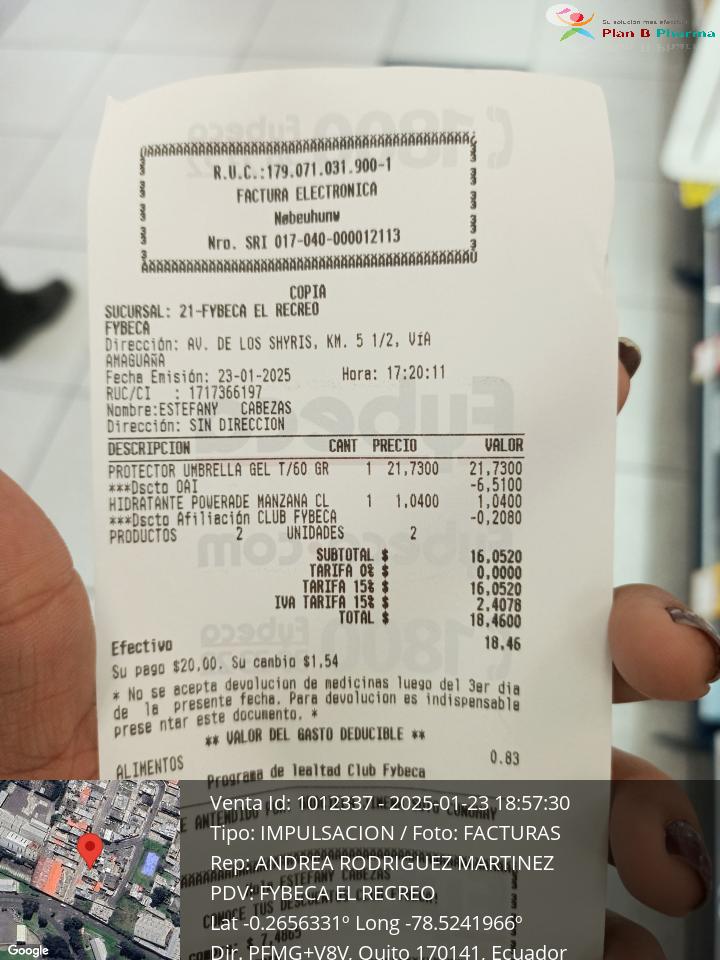 Su solución más efectiva
Plan B Pharma
R.U.C.:179.071.031.900-1
FACTURA ELECTRONICA
Nro. SRI 017-040-000012113
COPIA
SUCURSAL: 21-FYBECA EL RECREO
FYBECA
Dirección: AV. DE LOS SHYRIS, KM. 5 1/2, VíA
AMAGUAñA
Fecha Emisión: 23-01-2025 Hora: 17:20:11
RUC/CI : 1717366197
Nombre:ESTEFANY CABEZAS
Dirección: SIN DIRECCION
DESCRIPCION CANT PRECIO VALOR
PROTECTOR UMBRELLA GEL T/60 GR 1 21,7300 21,7300
***Dscto OAI -6,5100
HIDRATANTE POWERADE MANZANA CL 1 1,0400 1,0400
***Dscto Afiliación CLUB FYBECA -0,2080
PRODUCTOS 2 UNIDADES 2
SUBTOTAL $ 16,0520
TARIFA 0% $ 0,0000
TARIFA 15% $ 16,0520
IVA TARIFA 15% $ 2,4078
TOTAL $ 18,4600
Efectivo 18,46
Su pago $20,00. Su cambio $1,54
* No se acepta devolucion de medicinas luego del 3er dia
de la presente fecha. Para devolucion es indispensable
prese ntar este documento. *
** VALOR DEL GASTO DEDUCIBLE **
ALIMENTOS 0.83
Programa de lealtad Club Fybeca
Venta Id: 1012337 - 2025-01-23 18:57:30
Tipo: IMPULSACION / Foto: FACTURAS
Rep: ANDREA RODRIGUEZ MARTINEZ
PDV: FYBECA EL RECREO
Lat -0.2656331º Long -78.5241966º
Dir. PFMG+V8V, Quito 170141, Ecuador
Google